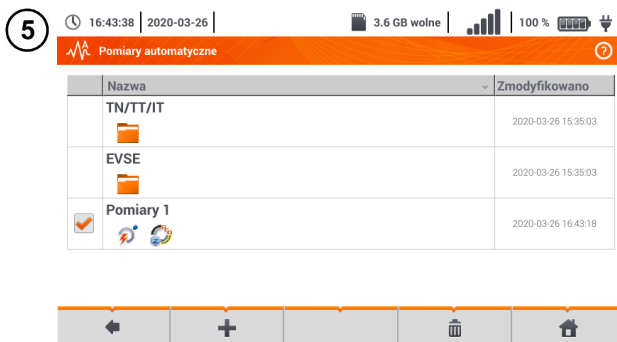 5
16:43:38 2020-03-26 3.6 GB wolne 100 %
Pomiary automatyczne ?
Nazwa Zmodyfikowano
TN/TT/IT
2020-03-26 15:35:03
EVSE
2020-03-26 15:35:03
Pomiary 1
2020-03-26 16:43:18